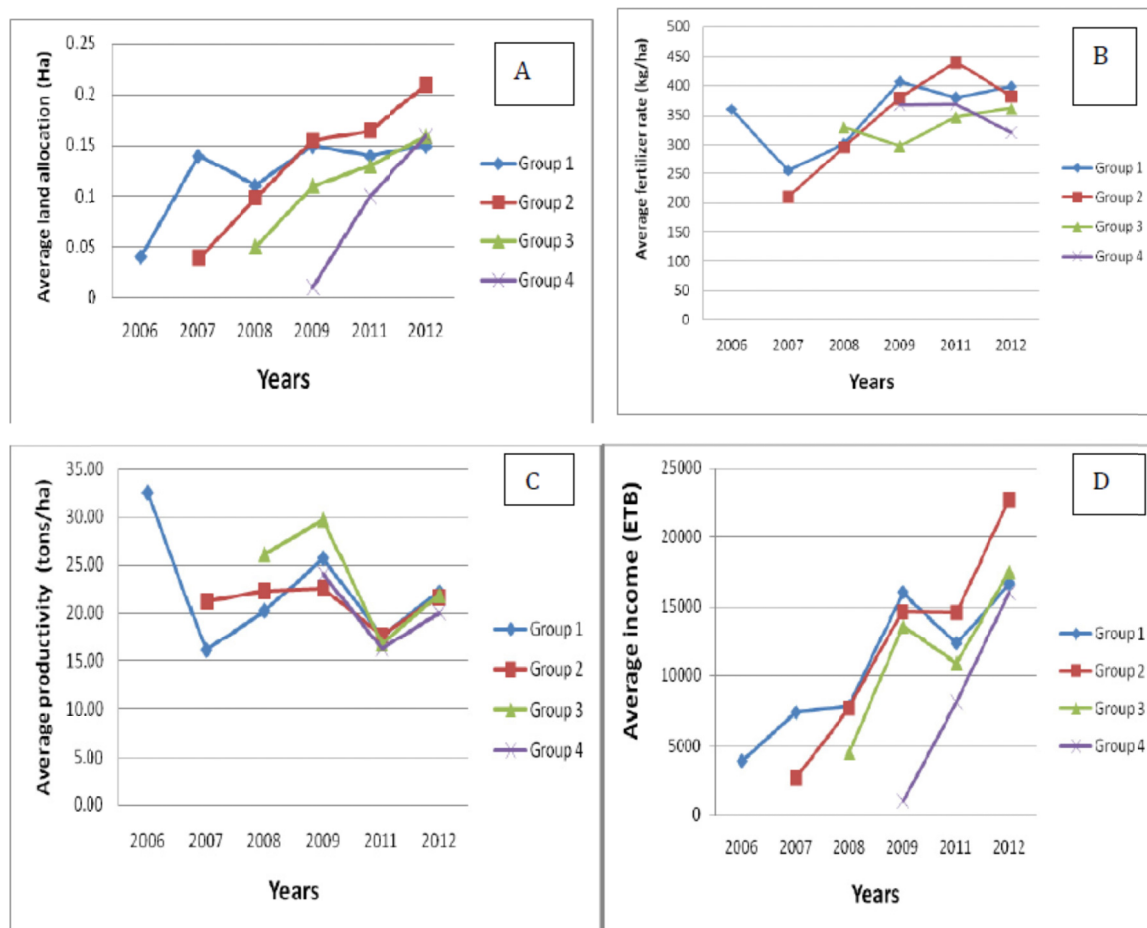 A
Average land allocation (Ha)
0.25
0.2
0.15
0.1
0.05
0
2006 2007 2008 2009 2011 2012
Years
Group 1
Group 2
Group 3
Group 4
B
Average fertilizer rate (kg/ha)
500
450
400
350
300
250
200
150
100
50
0
2006 2007 2008 2009 2011 2012
Years
Group 1
Group 2
Group 3
Group 4
C
Average productivity (tons/ha)
35.00
30.00
25.00
20.00
15.00
10.00
5.00
0.00
2006 2007 2008 2009 2011 2012
Years
Group 1
Group 2
Group 3
Group 4
D
Average income (ETB)
25000
20000
15000
10000
5000
0
2006 2007 2008 2009 2011 2012
Years
Group 1
Group 2
Group 3
Group 4